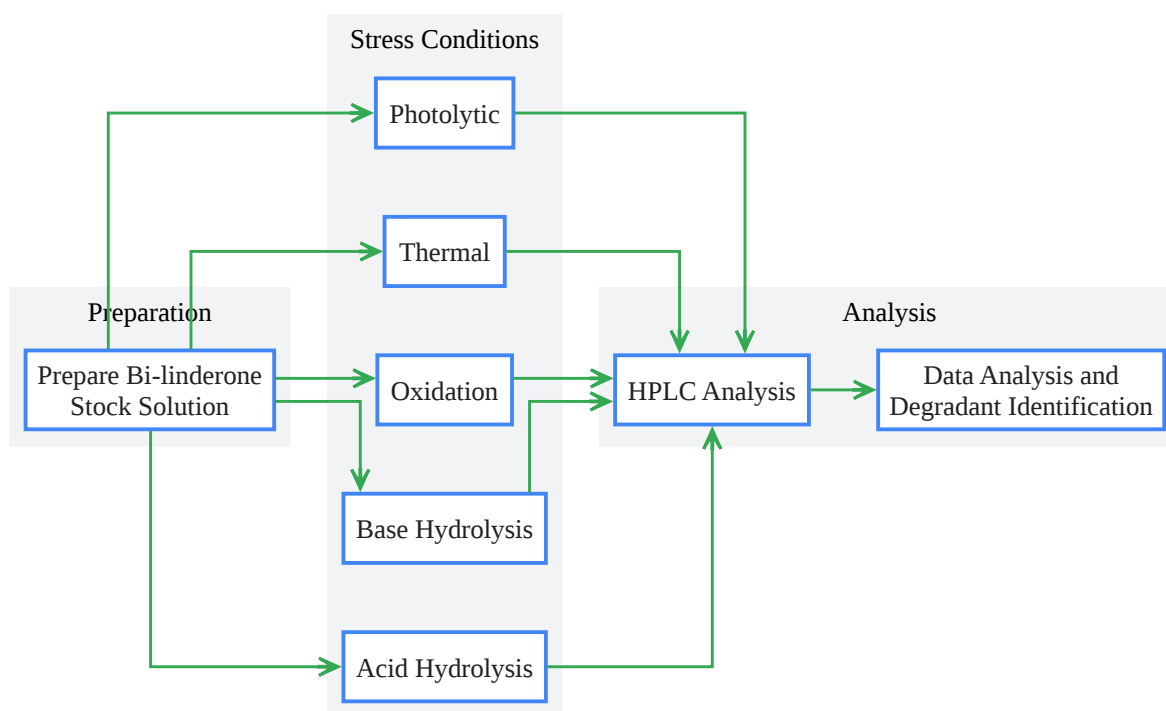 Stress Conditions
Photolytic
Thermal
Preparation
Prepare Bi-linderone
Stock Solution
Oxidation
Base Hydrolysis
Acid Hydrolysis
Analysis
HPLC Analysis
Data Analysis and
Degradant Identification